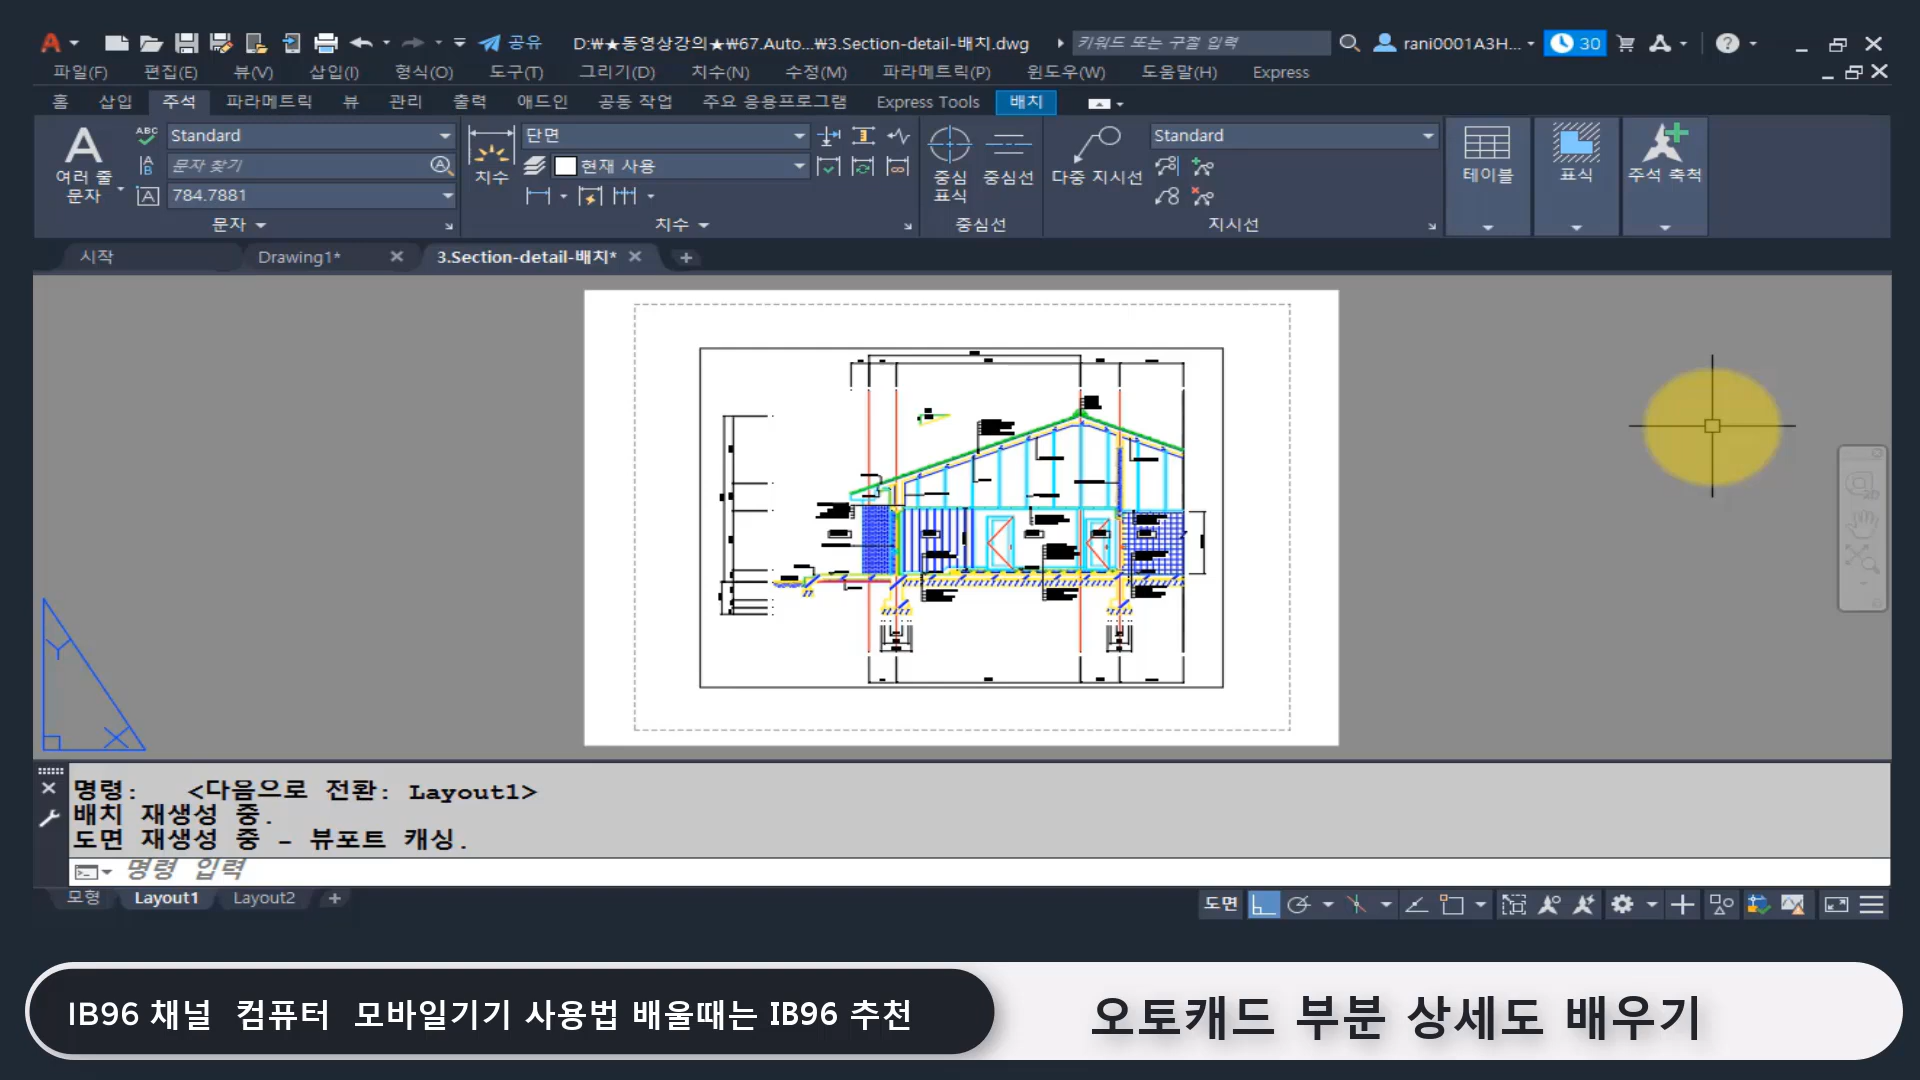 공유 D:₩★동영상강의★₩67.Auto...₩3.Section-detail-배치.dwg 키워드 또는 구절 입력 rani0001A3H... 30
파일(F) 편집(E) 뷰(V) 삽입(I) 형식(O) 도구(T) 그리기(D) 치수(N) 수정(M) 파라메트릭(P) 윈도우(W) 도움말(H) Express
홈 삽입 주석 파라메트릭 뷰 관리 출력 애드인 공동 작업 주요 응용프로그램 Express Tools 배치
ABC Standard 단면 Standard
여러 줄 문자 문자 찾기 치수 현재 사용 중심 표식 중심선 다중 지시선 테이블 표식 주석 축척
784.7881
문자 치수 중심선 지시선
시작 Drawing1* 3.Section-detail-배치*
Y
X
명령: <다음으로 전환: Layout1>
배치 재생성 중.
도면 재생성 중 - 뷰포트 캐싱.
명령 입력
모형 Layout1 Layout2 + 도면
IB96 채널 컴퓨터 모바일기기 사용법 배울때는 IB96 추천
오토캐드 부분 상세도 배우기